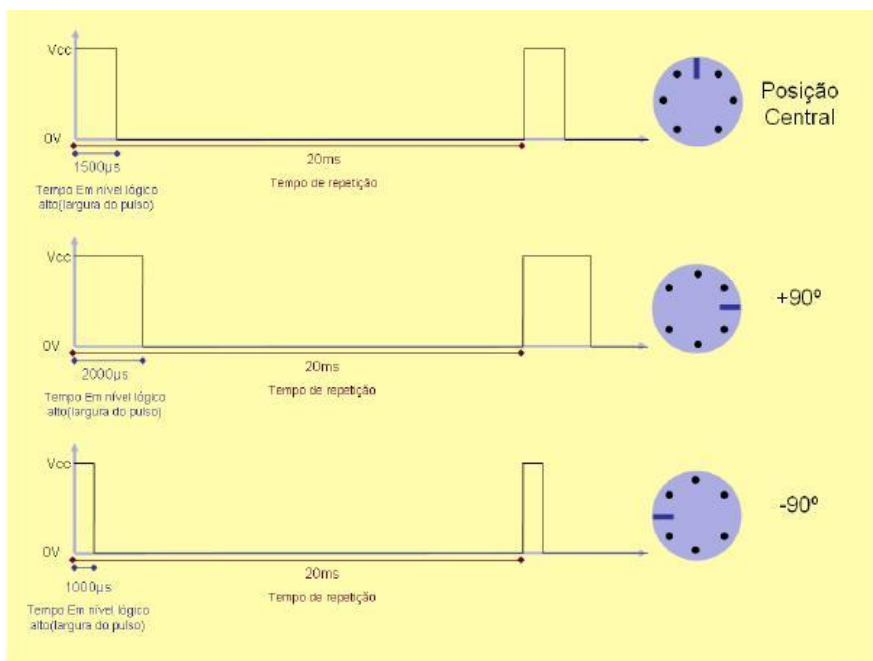 Vcc
0V
20ms
1500µs
Tempo de repetição
Tempo Em nível lógico
alto(largura do pulso)
Posição
Central
Vcc
0V
20ms
2000µs
Tempo de repetição
Tempo Em nível lógico
alto(largura do pulso)
+90º
Vcc
0V
20ms
1000µs
Tempo de repetição
Tempo Em nível lógico
alto(largura do pulso)
-90º